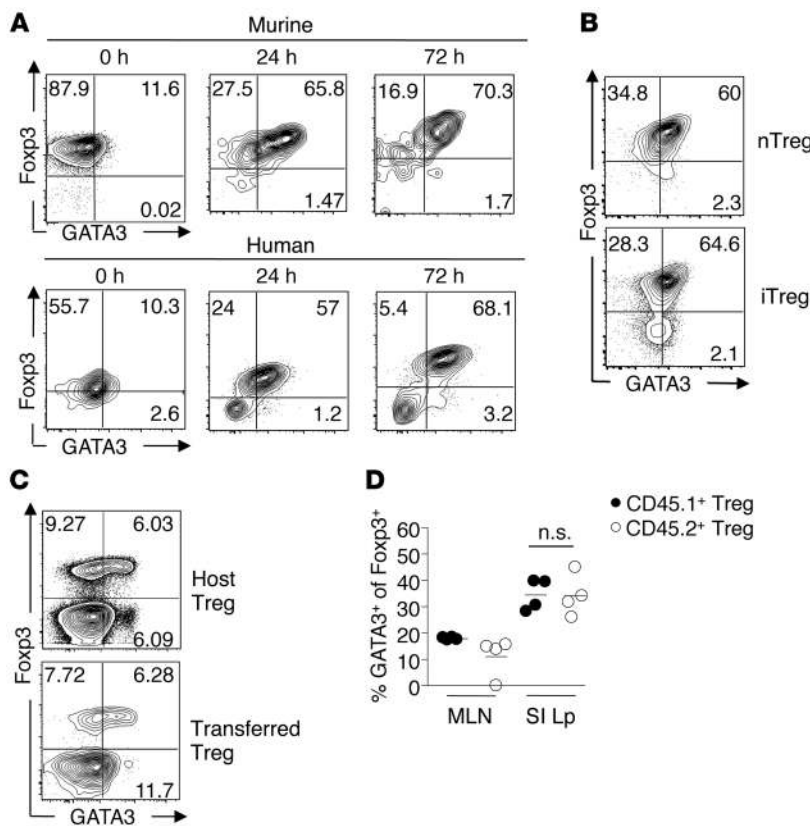 A
Murine
0 h
24 h
72 h
87.9 11.6
0.02
27.5 65.8
1.47
16.9 70.3
1.7
Foxp3
GATA3
Human
0 h
24 h
72 h
55.7 10.3
2.6
24 57
1.2
5.4 68.1
3.2
Foxp3
GATA3
B
34.8 60
2.3
nTreg
28.3 64.6
2.1
iTreg
Foxp3
GATA3
C
9.27 6.03
6.09
Host
Treg
7.72 6.28
11.7
Transferred
Treg
Foxp3
GATA3
D
CD45.1+ Treg
CD45.2+ Treg
n.s.
% GATA3+ of Foxp3+
60
50
40
30
20
10
0
MLN SI Lp